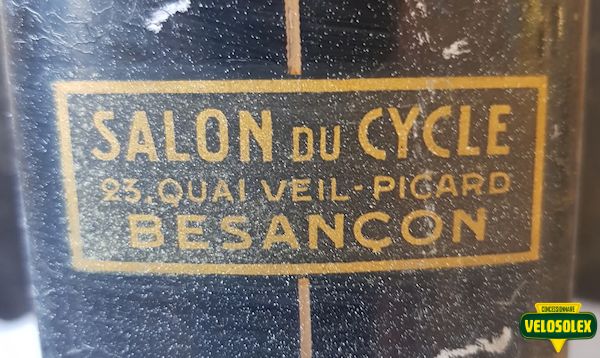 SALON DU CYCLE
23, QUAI VEIL-PICARD
BESANÇON
CONCESSIONNAIRE
VELOSOLEX